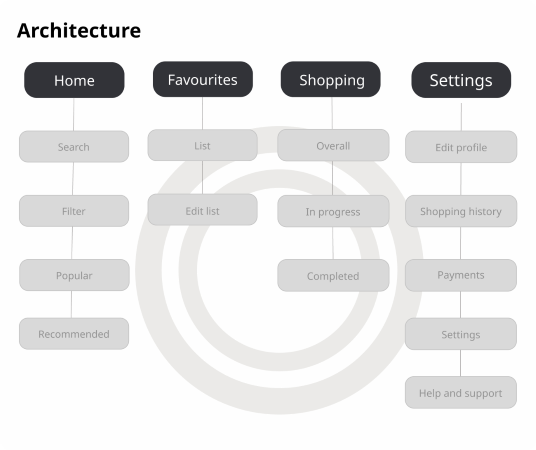 Architecture
Home
Favourites
Shopping
Settings
Search
List
Overall
Edit profile
Filter
Edit list
In progress
Shopping history
Popular
Completed
Payments
Recommended
Settings
Help and support